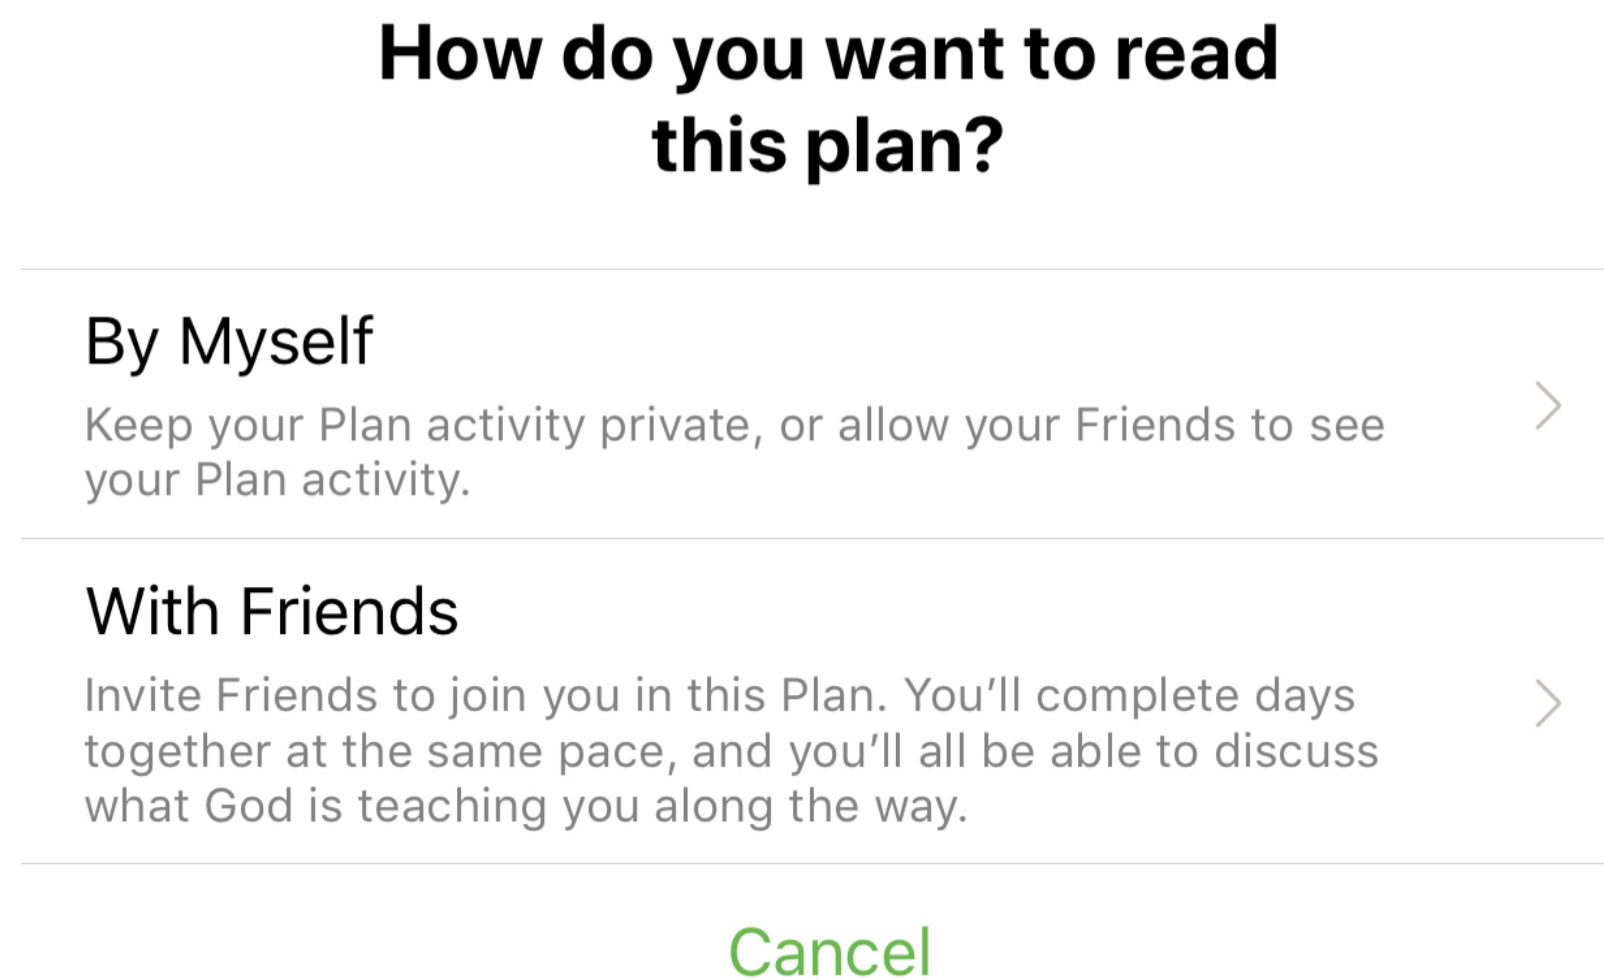 How do you want to read
this plan?
By Myself
Keep your Plan activity private, or allow your Friends to see
your Plan activity.
With Friends
Invite Friends to join you in this Plan. You’ll complete days
together at the same pace, and you’ll all be able to discuss
what God is teaching you along the way.
Cancel